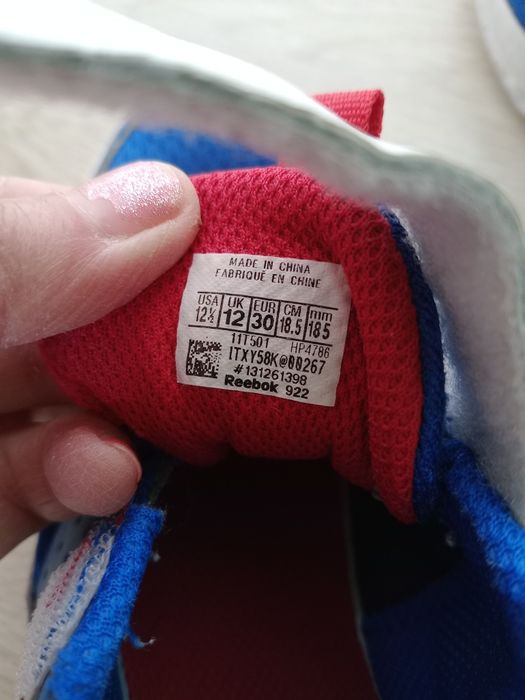 MADE IN CHINA
FABRIQUÉ EN CHINE
USA UK EUR CM mm
12½ 12 30 18.5 185
11T501 HP4786
ITXY58K@00267
#131261398
Reebok 922